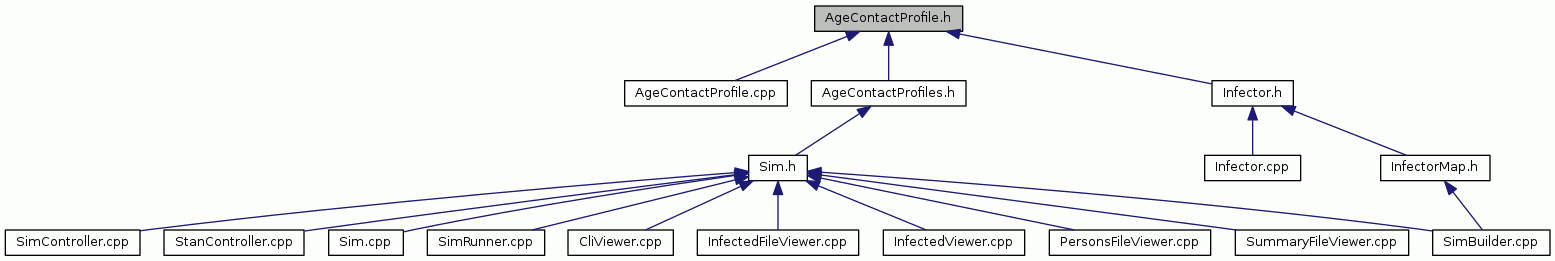 AgeContactProfile.h
AgeContactProfile.cpp
AgeContactProfiles.h
Infector.h
Sim.h
Infector.cpp
InfectorMap.h
SimController.cpp
StanController.cpp
Sim.cpp
SimRunner.cpp
CliViewer.cpp
InfectedFileViewer.cpp
InfectedViewer.cpp
PersonsFileViewer.cpp
SummaryFileViewer.cpp
SimBuilder.cpp